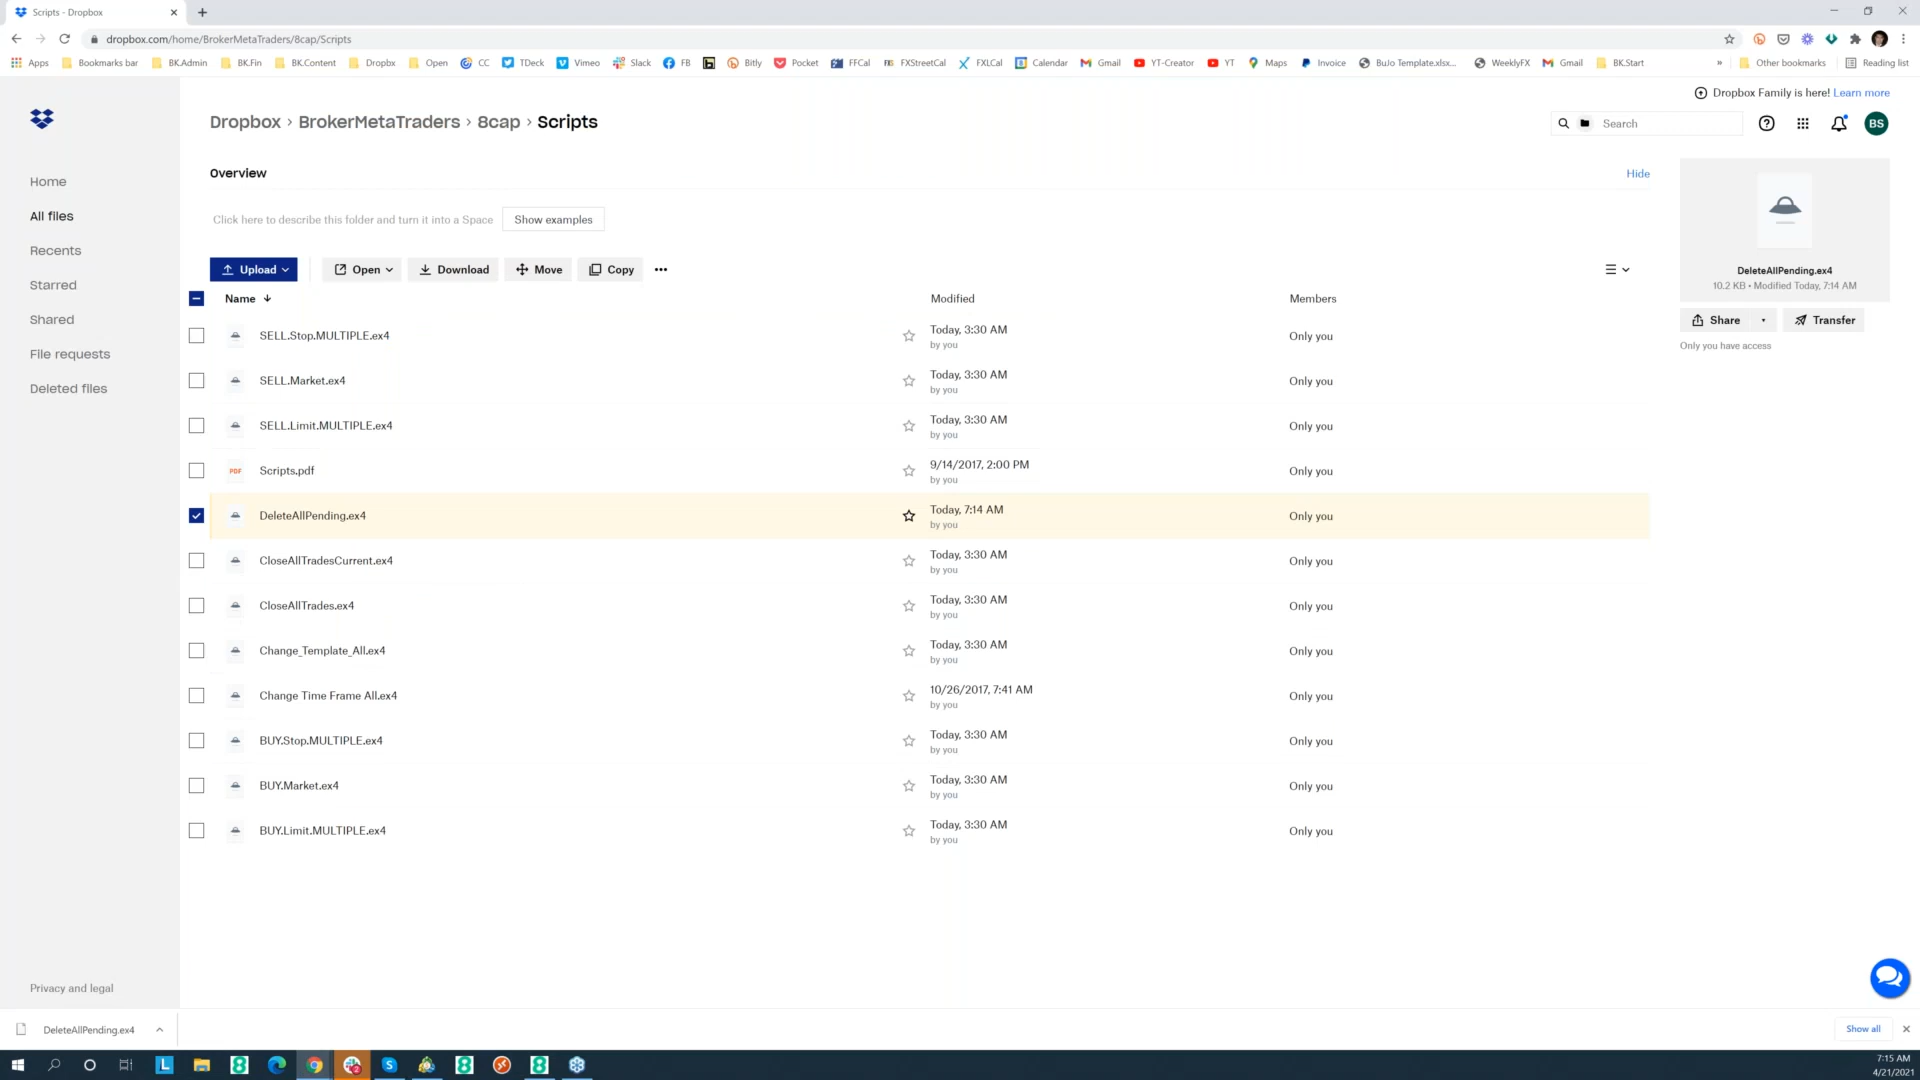 Scripts - Dropbox
dropbox.com/home/BrokerMetaTraders/8cap/Scripts
Apps Bookmarks bar BK.Admin BK.Fin BK.Content Dropbx Open CC TDeck Vimeo Slack FB Bitly Pocket FFCal FXStreetCal FXLCal Calendar Gmail YT-Creator YT Maps Invoice BuJo Template.xlsx... WeeklyFX Gmail BK.Start » Other bookmarks Reading list
Dropbox Family is here! Learn more
Dropbox › BrokerMetaTraders › 8cap › Scripts
Search
BS
Overview
Hide
Click here to describe this folder and turn it into a Space
Show examples
Home
All files
Recents
Starred
Shared
File requests
Deleted files
Privacy and legal
Upload Open Download Move Copy •••
Name Modified Members
SELL.Stop.MULTIPLE.ex4 Today, 3:30 AM Only you
by you
SELL.Market.ex4 Today, 3:30 AM Only you
by you
SELL.Limit.MULTIPLE.ex4 Today, 3:30 AM Only you
by you
PDF Scripts.pdf 9/14/2017, 2:00 PM Only you
by you
DeleteAllPending.ex4 Today, 7:14 AM Only you
by you
CloseAllTradesCurrent.ex4 Today, 3:30 AM Only you
by you
CloseAllTrades.ex4 Today, 3:30 AM Only you
by you
Change_Template_All.ex4 Today, 3:30 AM Only you
by you
Change Time Frame All.ex4 10/26/2017, 7:41 AM Only you
by you
BUY.Stop.MULTIPLE.ex4 Today, 3:30 AM Only you
by you
BUY.Market.ex4 Today, 3:30 AM Only you
by you
BUY.Limit.MULTIPLE.ex4 Today, 3:30 AM Only you
by you
DeleteAllPending.ex4
10.2 KB • Modified Today, 7:14 AM
Share Transfer
Only you have access
DeleteAllPending.ex4
Show all
7:15 AM
4/21/2021